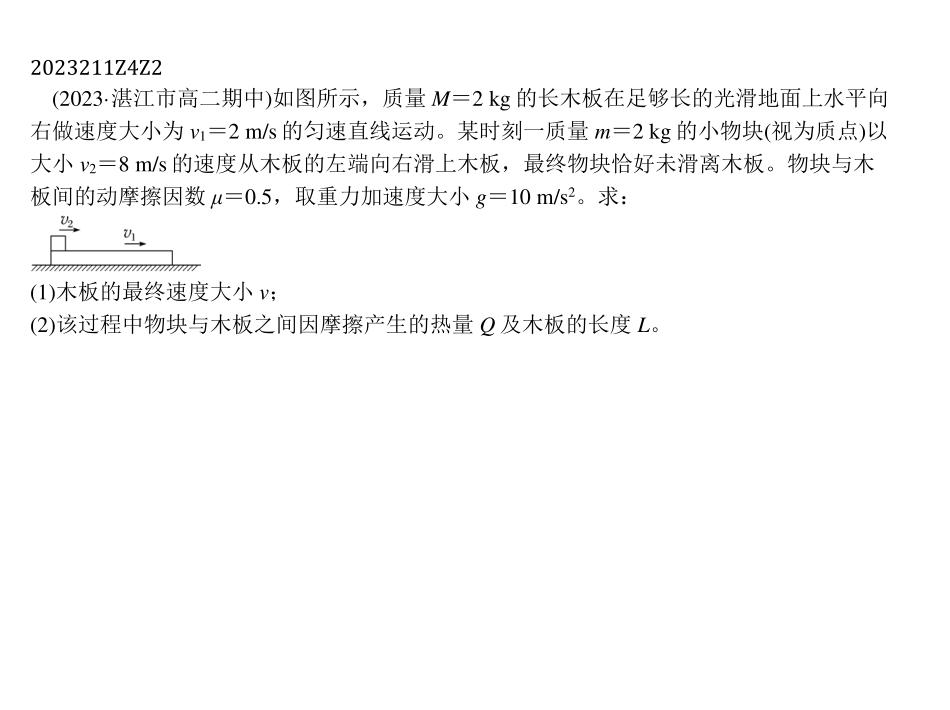 2023211Z4Z2
(2023·湛江市高二期中)如图所示，质量 M＝2 kg 的长木板在足够长的光滑地面上水平向
右做速度大小为 v₁＝2 m/s 的匀速直线运动。某时刻一质量 m＝2 kg 的小物块(视为质点)以
大小 v₂＝8 m/s 的速度从木板的左端向右滑上木板，最终物块恰好未滑离木板。物块与木
板间的动摩擦因数 μ＝0.5，取重力加速度大小 g＝10 m/s²。求：
v₂
v₁
(1)木板的最终速度大小 v；
(2)该过程中物块与木板之间因摩擦产生的热量 Q 及木板的长度 L。